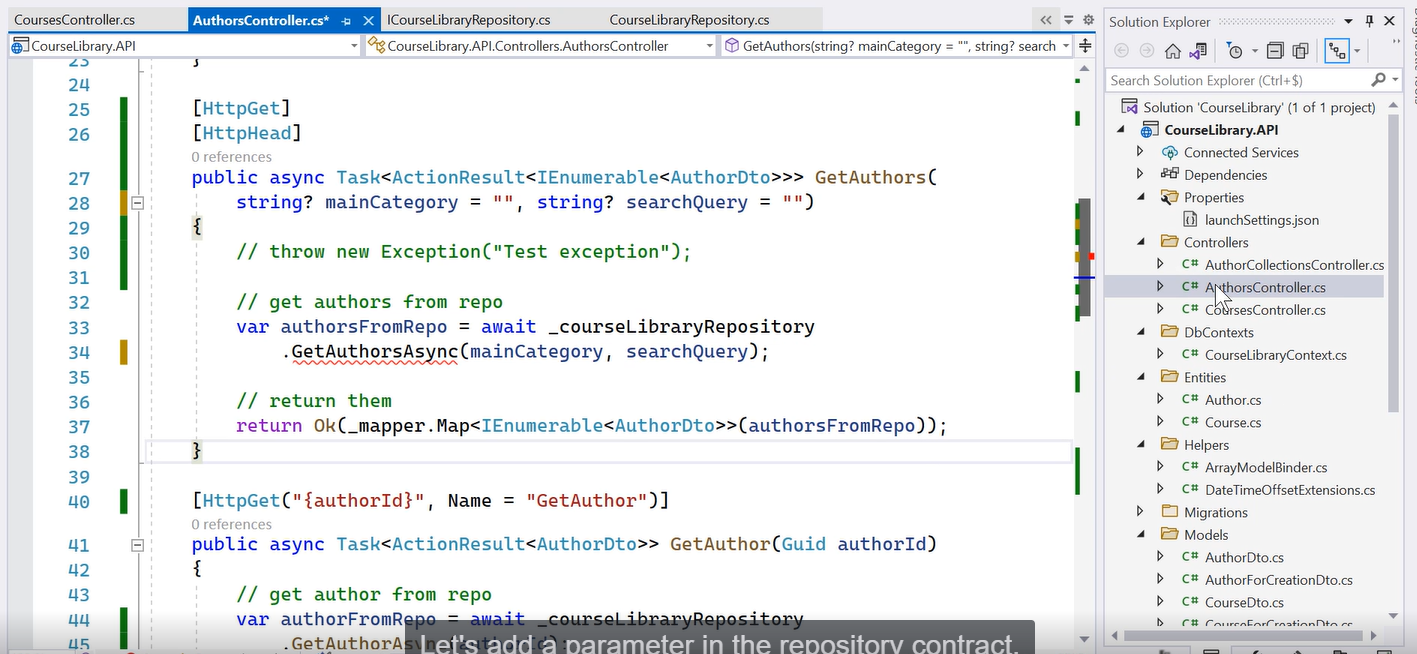 CoursesController.cs
AuthorsController.cs*
ICourseLibraryRepository.cs
CourseLibraryRepository.cs
CourseLibrary.API
CourseLibrary.API.Controllers.AuthorsController
GetAuthors(string? mainCategory = "", string? search
23 }
24
25 [HttpGet]
26 [HttpHead]
0 references
27 public async Task<ActionResult<IEnumerable<AuthorDto>>> GetAuthors(
28 string? mainCategory = "", string? searchQuery = "")
29 {
30 // throw new Exception("Test exception");
31
32 // get authors from repo
33 var authorsFromRepo = await _courseLibraryRepository
34 .GetAuthorsAsync(mainCategory, searchQuery);
35
36 // return them
37 return Ok(_mapper.Map<IEnumerable<AuthorDto>>(authorsFromRepo));
38 }
39
40 [HttpGet("{authorId}", Name = "GetAuthor")]
0 references
41 public async Task<ActionResult<AuthorDto>> GetAuthor(Guid authorId)
42 {
43 // get author from repo
44 var authorFromRepo = await _courseLibraryRepository
45 .GetAuthorAsync(authorId);
Let's add a parameter in the repository contract.
Solution Explorer
Search Solution Explorer (Ctrl+$)
Solution 'CourseLibrary' (1 of 1 project)
CourseLibrary.API
Connected Services
Dependencies
Properties
launchSettings.json
Controllers
C# AuthorCollectionsController.cs
C# AuthorsController.cs
C# CoursesController.cs
DbContexts
C# CourseLibraryContext.cs
Entities
C# Author.cs
C# Course.cs
Helpers
C# ArrayModelBinder.cs
C# DateTimeOffsetExtensions.cs
Migrations
Models
C# AuthorDto.cs
C# AuthorForCreationDto.cs
C# CourseDto.cs
C# CourseForCreationDto.cs